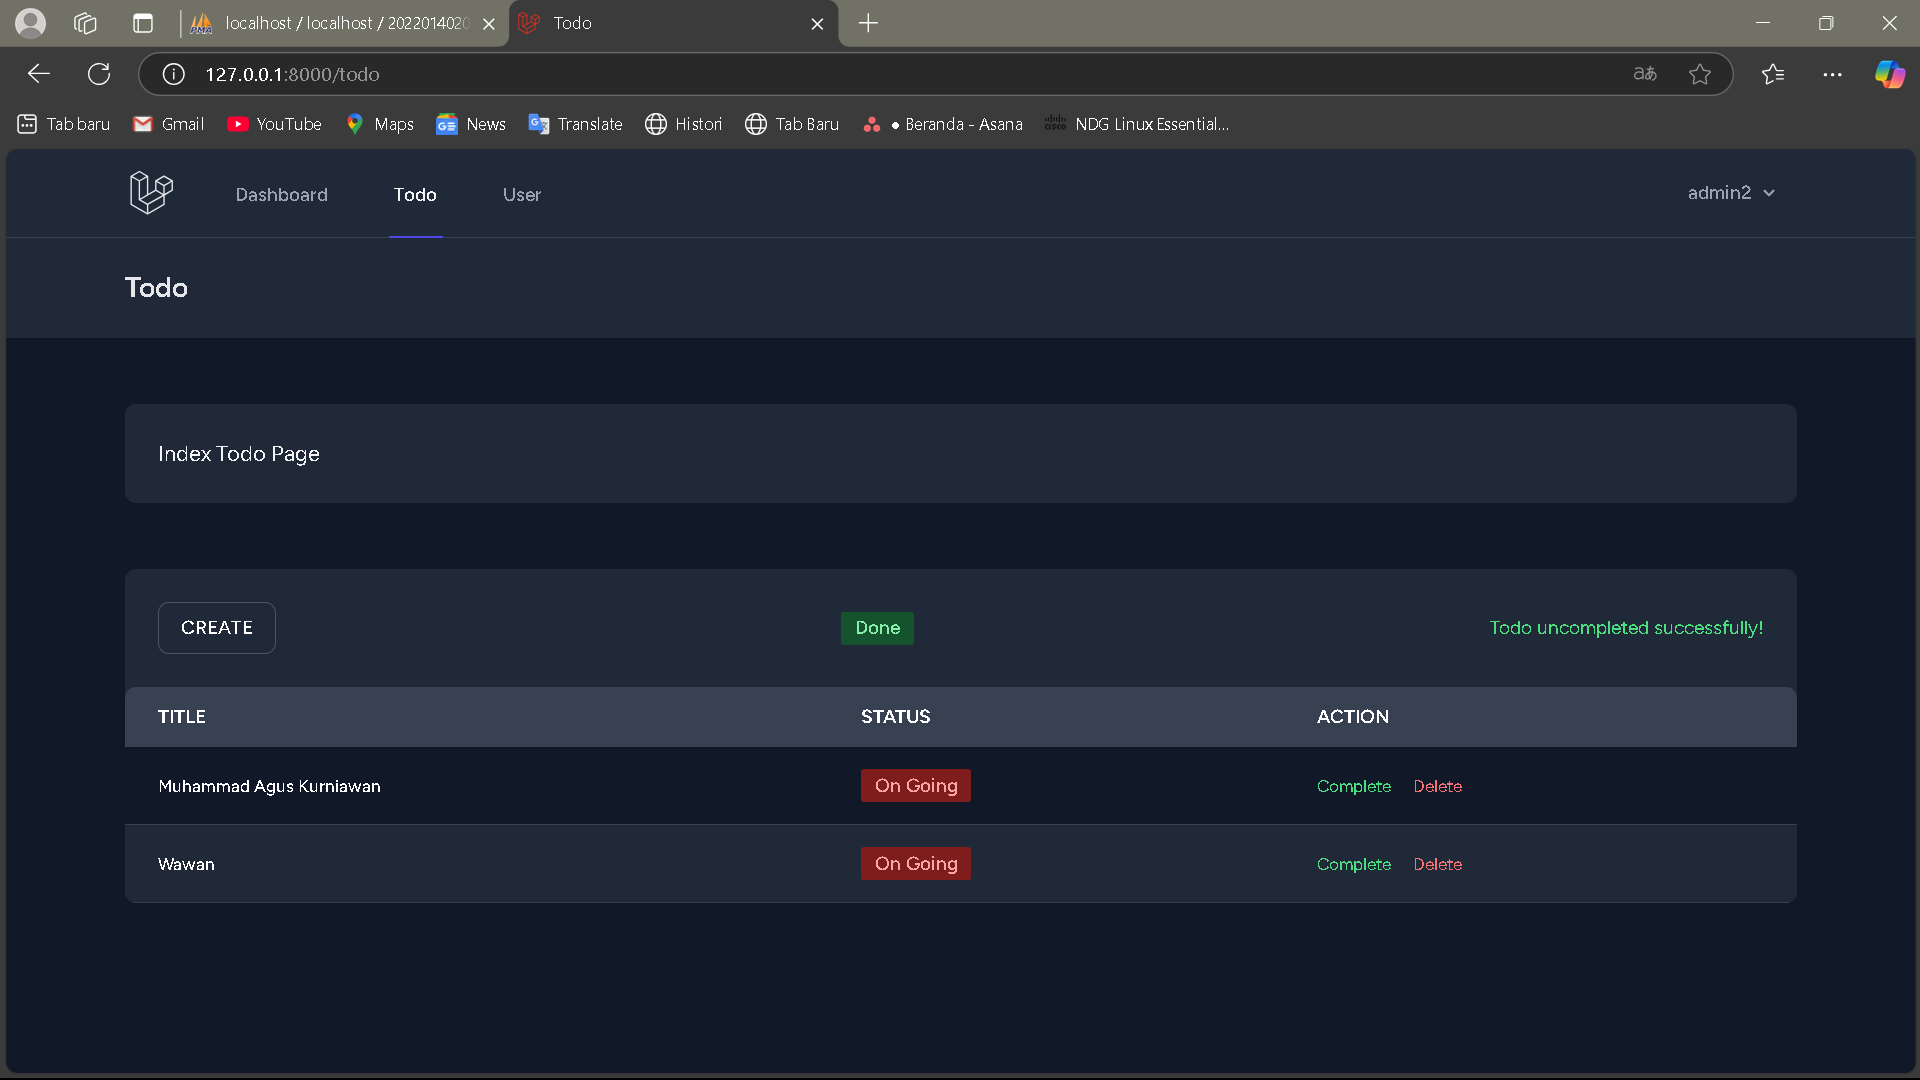 localhost / localhost / 2022014020
Todo
127.0.0.1:8000/todo
aあ
Tab baru
Gmail
YouTube
Maps
News
Translate
Histori
Tab Baru
● Beranda - Asana
NDG Linux Essential...
Dashboard
Todo
User
admin2
Todo
Index Todo Page
CREATE
Done
Todo uncompleted successfully!
TITLE STATUS ACTION
Muhammad Agus Kurniawan On Going Complete Delete
Wawan On Going Complete Delete